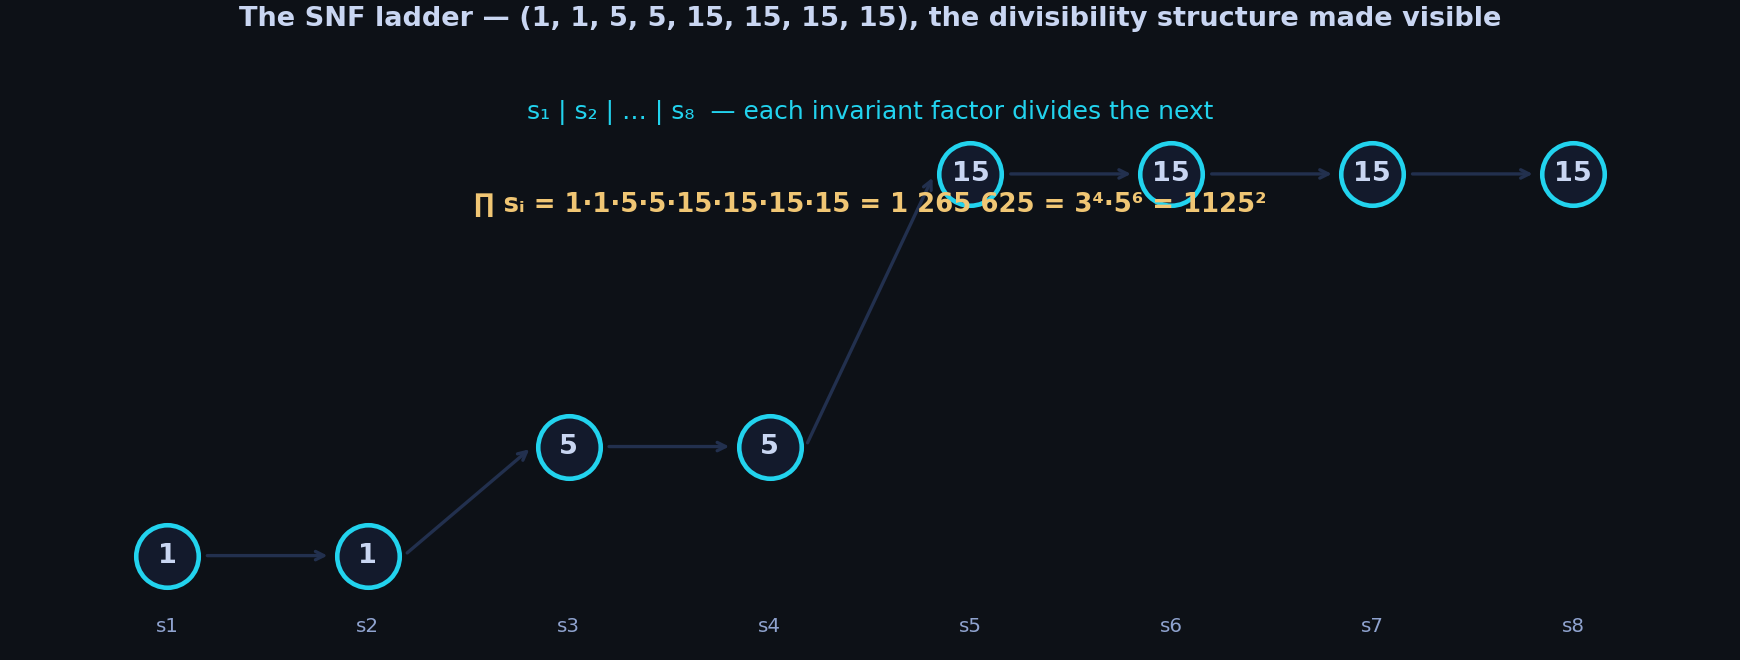 The SNF ladder — (1, 1, 5, 5, 15, 15, 15, 15), the divisibility structure made visible
s₁ | s₂ | … | s₈ — each invariant factor divides the next
15 15 15 15
∏ sᵢ = 1·1·5·5·15·15·15·15 = 1 265 625 = 3⁴·5⁶ = 1125²
5 5
1 1
s1 s2 s3 s4 s5 s6 s7 s8